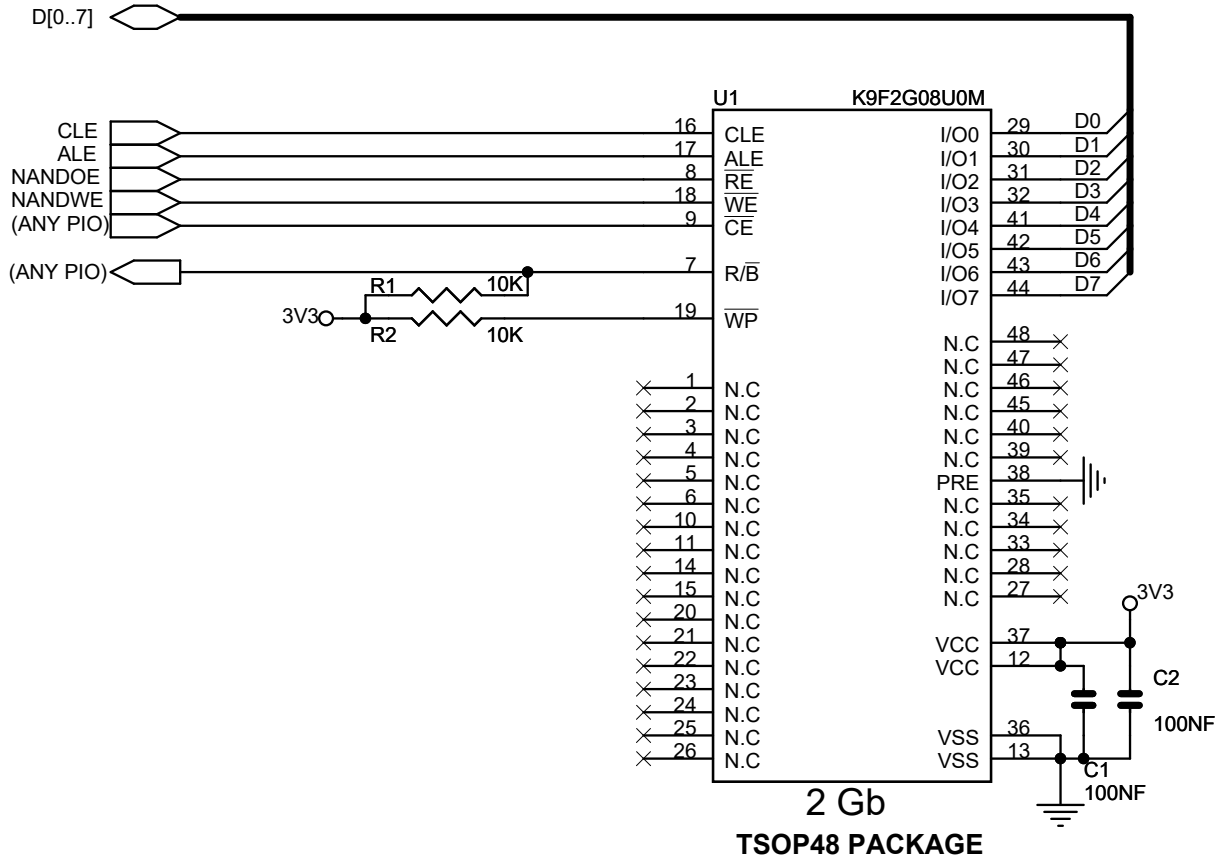 D[0..7]
U1 K9F2G08U0M
CLE 16 CLE I/O0 29 D0
ALE 17 ALE I/O1 30 D1
NANDOE 8 RE I/O2 31 D2
NANDWE 18 WE I/O3 32 D3
(ANY PIO) 9 CE I/O4 41 D4
I/O5 42 D5
(ANY PIO) 7 R/B I/O6 43 D6
R1 10K I/O7 44 D7
3V3 19 WP
R2 10K
N.C 48
N.C 47
1 N.C N.C 46
2 N.C N.C 45
3 N.C N.C 40
4 N.C N.C 39
5 N.C PRE 38
6 N.C N.C 35
10 N.C N.C 34
11 N.C N.C 33
14 N.C N.C 28
15 N.C N.C 27
3V3
20 N.C
21 N.C VCC 37
22 N.C VCC 12
23 N.C C2
24 N.C 100NF
25 N.C VSS 36
26 N.C VSS 13
C1
100NF
2 Gb
TSOP48 PACKAGE